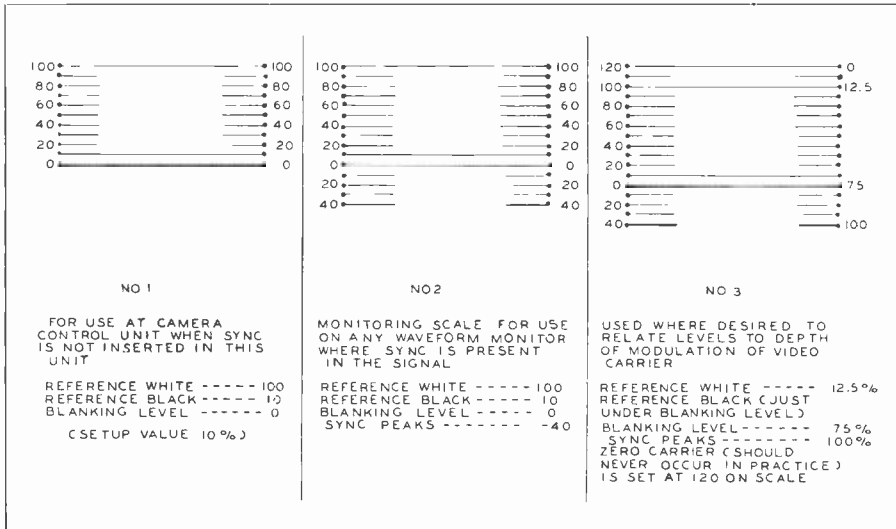 100 100
80 80
60 60
40 40
20 20
0 0
NO 1
FOR USE AT CAMERA
CONTROL UNIT WHEN SYNC
IS NOT INSERTED IN THIS
UNIT
REFERENCE WHITE ----- 100
REFERENCE BLACK ----- 10
BLANKING LEVEL ----- 0
(SETUP VALUE 10%)
100 100
80 80
60 60
40 40
20 20
0 0
20 20
40 40
NO2
MONITORING SCALE FOR USE
ON ANY WAVEFORM MONITOR
WHERE SYNC IS PRESENT
IN THE SIGNAL
REFERENCE WHITE ----- 100
REFERENCE BLACK ----- 10
BLANKING LEVEL ------ 0
SYNC PEAKS ------- -40
120 0
100 12.5
80
60
40
20
0 75
20
40 100
NO 3
USED WHERE DESIRED TO
RELATE LEVELS TO DEPTH
OF MODULATION OF VIDEO
CARRIER
REFERENCE WHITE ----- 12.5%
REFERENCE BLACK (JUST
UNDER BLANKING LEVEL)
BLANKING LEVEL------ 75%
SYNC PEAKS -------- 100%
ZERO CARRIER (SHOULD
NEVER OCCUR IN PRACTICE)
IS SET AT 120 ON SCALE